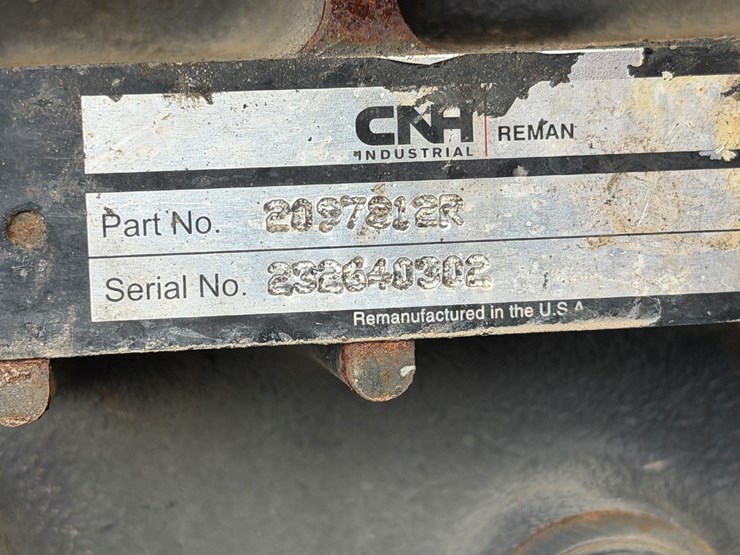 CNH
INDUSTRIAL
REMAN
Part No. 2097812R
Serial No. 232640302
Remanufactured in the U.S.A.